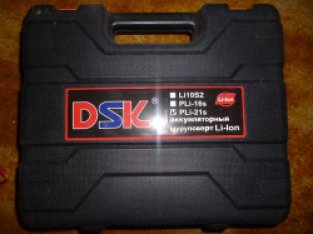 DSK®
Li10S2
PLi-16s
PLi-21s
аккумуляторный
шуруповерт Li-Ion
Li-Ion